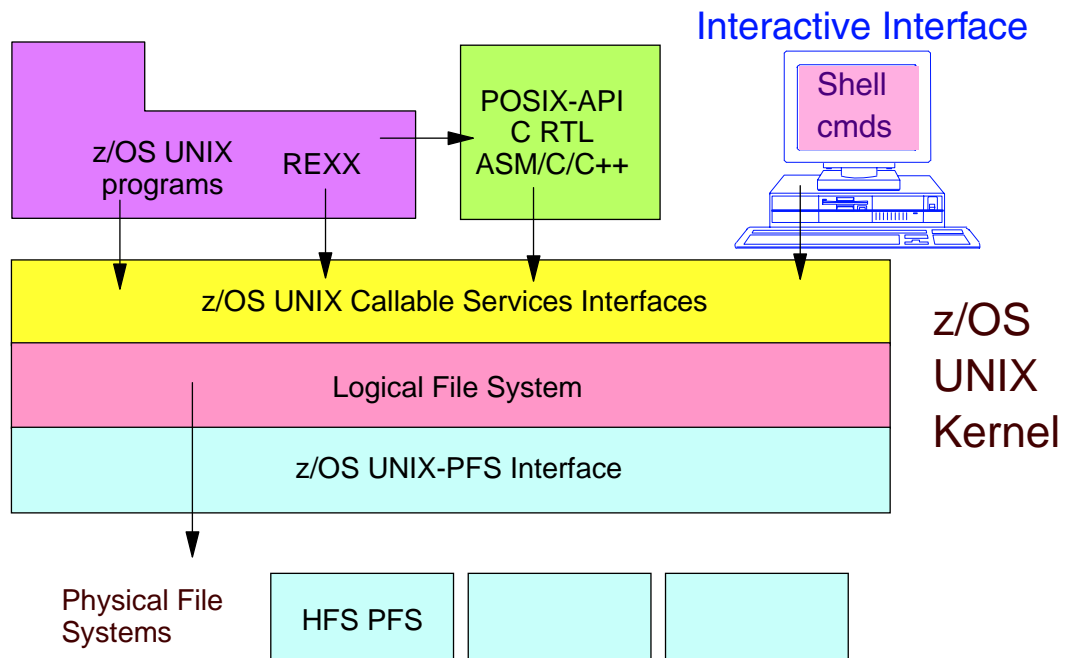 Interactive Interface
z/OS UNIX
programs
REXX
POSIX-API
C RTL
ASM/C/C++
Shell
cmds
z/OS UNIX Callable Services Interfaces
Logical File System
z/OS UNIX-PFS Interface
z/OS
UNIX
Kernel
Physical File
Systems
HFS PFS